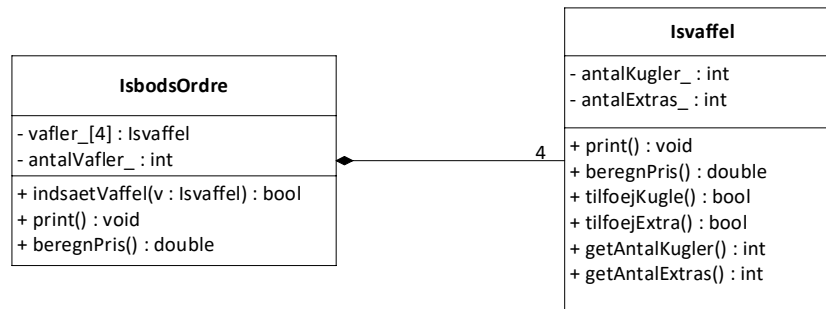 IsbodsOrdre
- vafler_[4] : Isvaffel
- antalVafler_ : int
+ indsaetVaffel(v : Isvaffel) : bool
+ print() : void
+ beregnPris() : double
4
Isvaffel
- antalKugler_ : int
- antalExtras_ : int
+ print() : void
+ beregnPris() : double
+ tilfoejKugle() : bool
+ tilfoejExtra() : bool
+ getAntalKugler() : int
+ getAntalExtras() : int